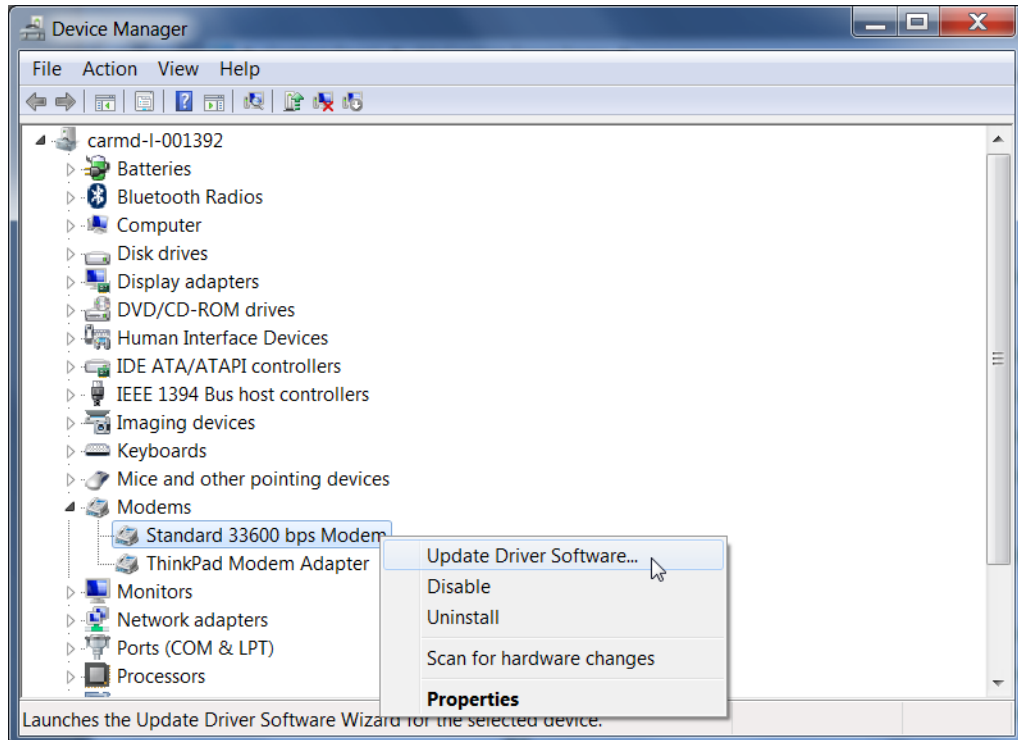 Device Manager
File Action View Help
carmd-l-001392
Batteries
Bluetooth Radios
Computer
Disk drives
Display adapters
DVD/CD-ROM drives
Human Interface Devices
IDE ATA/ATAPI controllers
IEEE 1394 Bus host controllers
Imaging devices
Keyboards
Mice and other pointing devices
Modems
Standard 33600 bps Modem
Update Driver Software...
ThinkPad Modem Adapter
Disable
Monitors
Uninstall
Network adapters
Ports (COM & LPT)
Scan for hardware changes
Processors
Properties
Launches the Update Driver Software Wizard for the selected device.